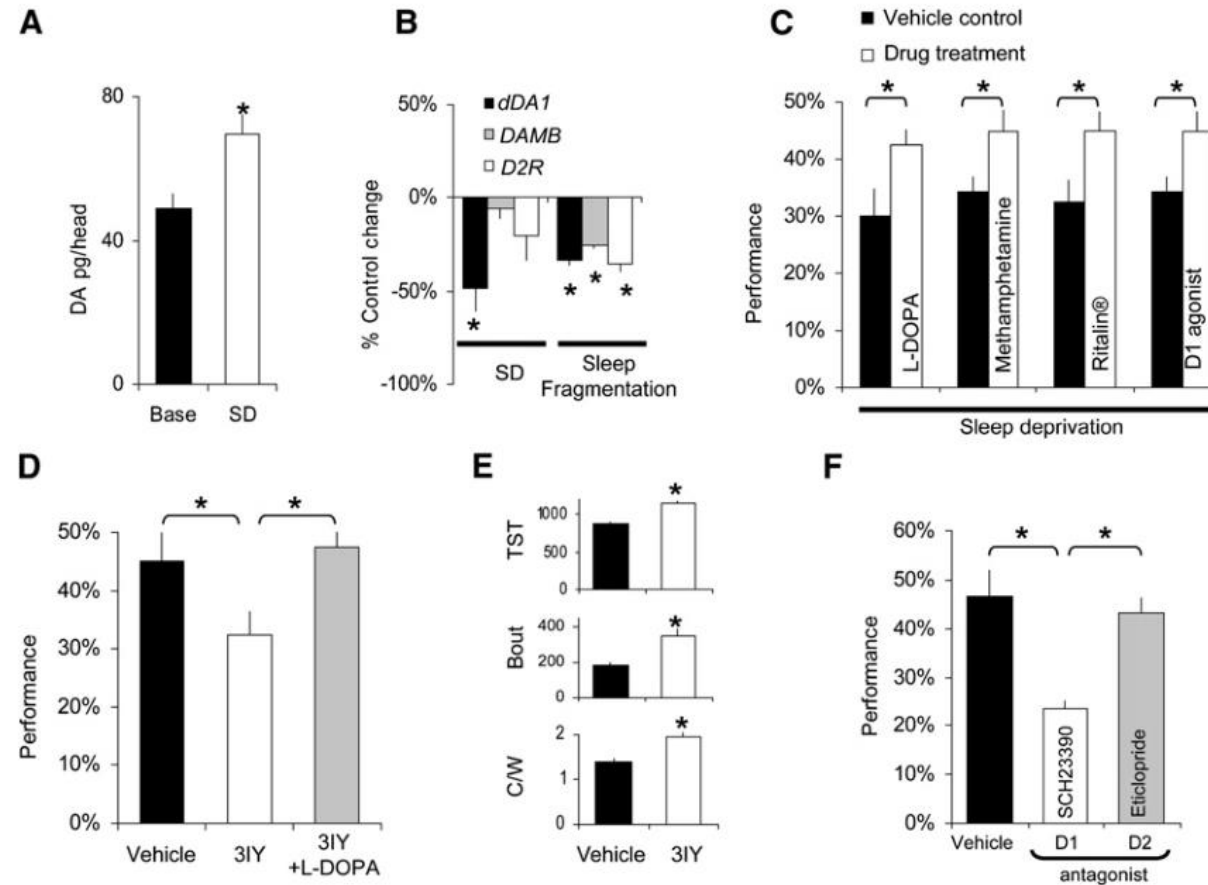 A
80
40
0
DA pg/head
*
Base
SD
B
50%
0%
-50%
-100%
% Control change
dDA1
DAMB
D2R
*
* * *
SD
Sleep
Fragmentation
C
Vehicle control
Drug treatment
50%
40%
30%
20%
10%
0%
Performance
* * * *
L-DOPA
Methamphetamine
Ritalin®
D1 agonist
Sleep deprivation
D
50%
40%
30%
20%
10%
0%
Performance
* *
Vehicle
3IY
3IY
+L-DOPA
E
TST
1000
500
0
*
Bout
400
200
0
*
C/W
2
1
0
*
Vehicle
3IY
F
60%
50%
40%
30%
20%
10%
0%
Performance
* *
SCH23390
Eticlopride
Vehicle
D1
D2
antagonist